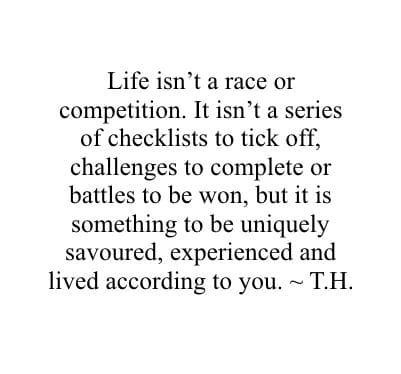 Life isn’t a race or
competition. It isn’t a series
of checklists to tick off,
challenges to complete or
battles to be won, but it is
something to be uniquely
savoured, experienced and
lived according to you. ~ T.H.